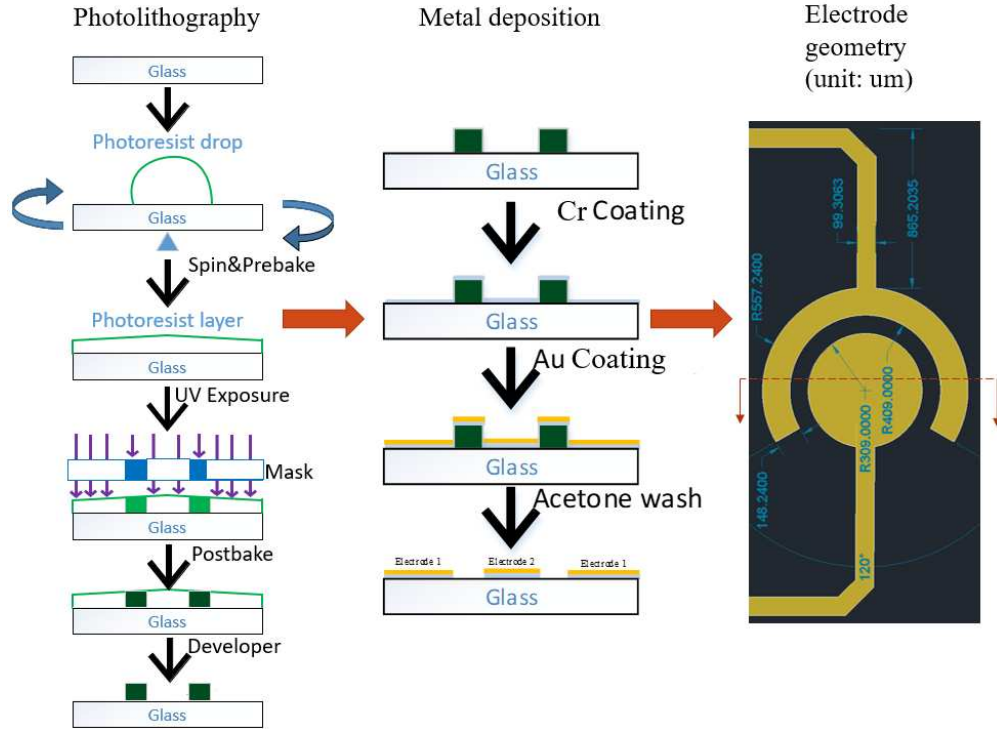 Photolithography
Glass
Photoresist drop
Glass
Spin&Prebake
Photoresist layer
Glass
UV Exposure
Mask
Glass
Postbake
Glass
Developer
Glass
Metal deposition
Glass
Cr Coating
Glass
Au Coating
Glass
Acetone wash
Electrode 1
Electrode 2
Electrode 1
Glass
Electrode
geometry
(unit: um)
99.3063
865.2035
R557.2400
R409.0000
R309.0000
148.2400
120°